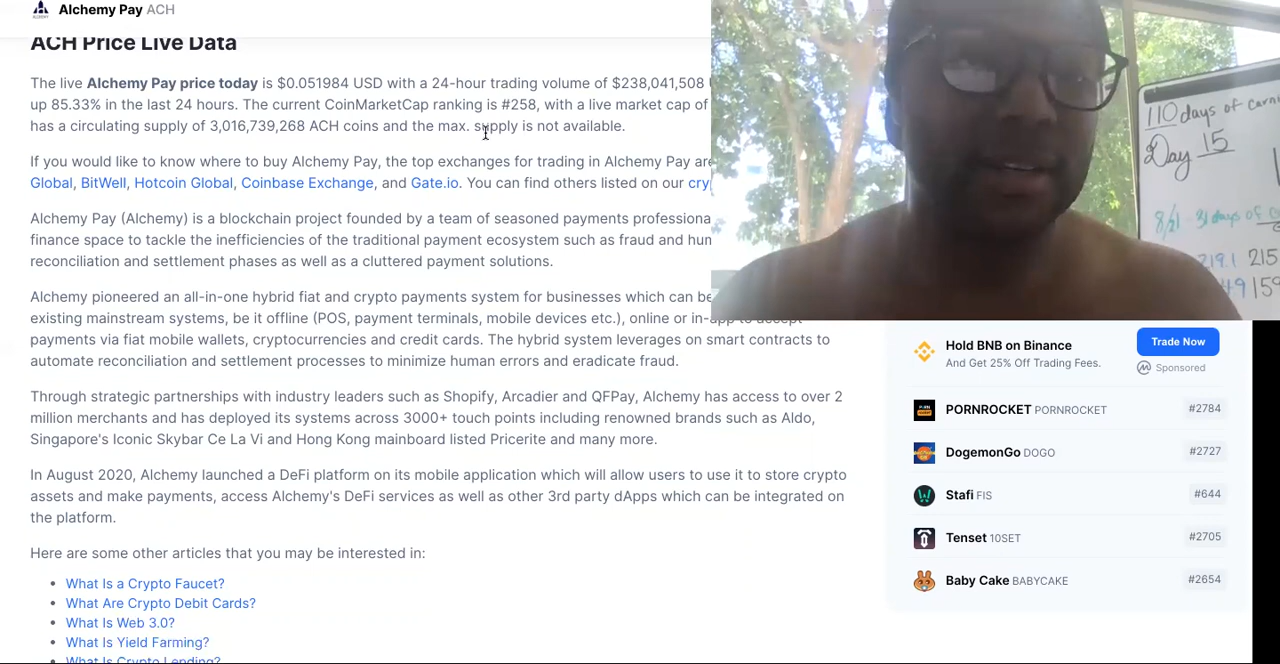 Alchemy Pay ACH
ACH Price Live Data
The live Alchemy Pay price today is $0.051984 USD with a 24-hour trading volume of $238,041,508
up 85.33% in the last 24 hours. The current CoinMarketCap ranking is #258, with a live market cap of
has a circulating supply of 3,016,739,268 ACH coins and the max. supply is not available.
If you would like to know where to buy Alchemy Pay, the top exchanges for trading in Alchemy Pay are
Global, BitWell, Hotcoin Global, Coinbase Exchange, and Gate.io. You can find others listed on our
Alchemy Pay (Alchemy) is a blockchain project founded by a team of seasoned payments
finance space to tackle the inefficiencies of the traditional payment ecosystem such as fraud and
reconciliation and settlement phases as well as a cluttered payment solutions.
Alchemy pioneered an all-in-one hybrid fiat and crypto payments system for businesses which can be
existing mainstream systems, be it offline (POS, payment terminals, mobile devices etc.), online or in-app to accept
payments via fiat mobile wallets, cryptocurrencies and credit cards. The hybrid system leverages on smart contracts to
automate reconciliation and settlement processes to minimize human errors and eradicate fraud.
Through strategic partnerships with industry leaders such as Shopify, Arcadier and QFPay, Alchemy has access to over 2
million merchants and has deployed its systems across 3000+ touch points including renowned brands such as Aldo,
Singapore's Iconic Skybar Ce La Vi and Hong Kong mainboard listed Pricerite and many more.
In August 2020, Alchemy launched a DeFi platform on its mobile application which will allow users to use it to store crypto
assets and make payments, access Alchemy's DeFi services as well as other 3rd party dApps which can be integrated on
the platform.
Here are some other articles that you may be interested in:
What Is a Crypto Faucet?
What Are Crypto Debit Cards?
What Is Web 3.0?
What Is Yield Farming?
What Is Crypto Lending?
110 days of
Day 15
8/21 31 days of
219.1 215
159
Hold BNB on Binance
And Get 25% Off Trading Fees.
Trade Now
Sponsored
PORNROCKET PORNROCKET #2784
DogemonGo DOGO #2727
Stafi FIS #644
Tenset 10SET #2705
Baby Cake BABYCAKE #2654